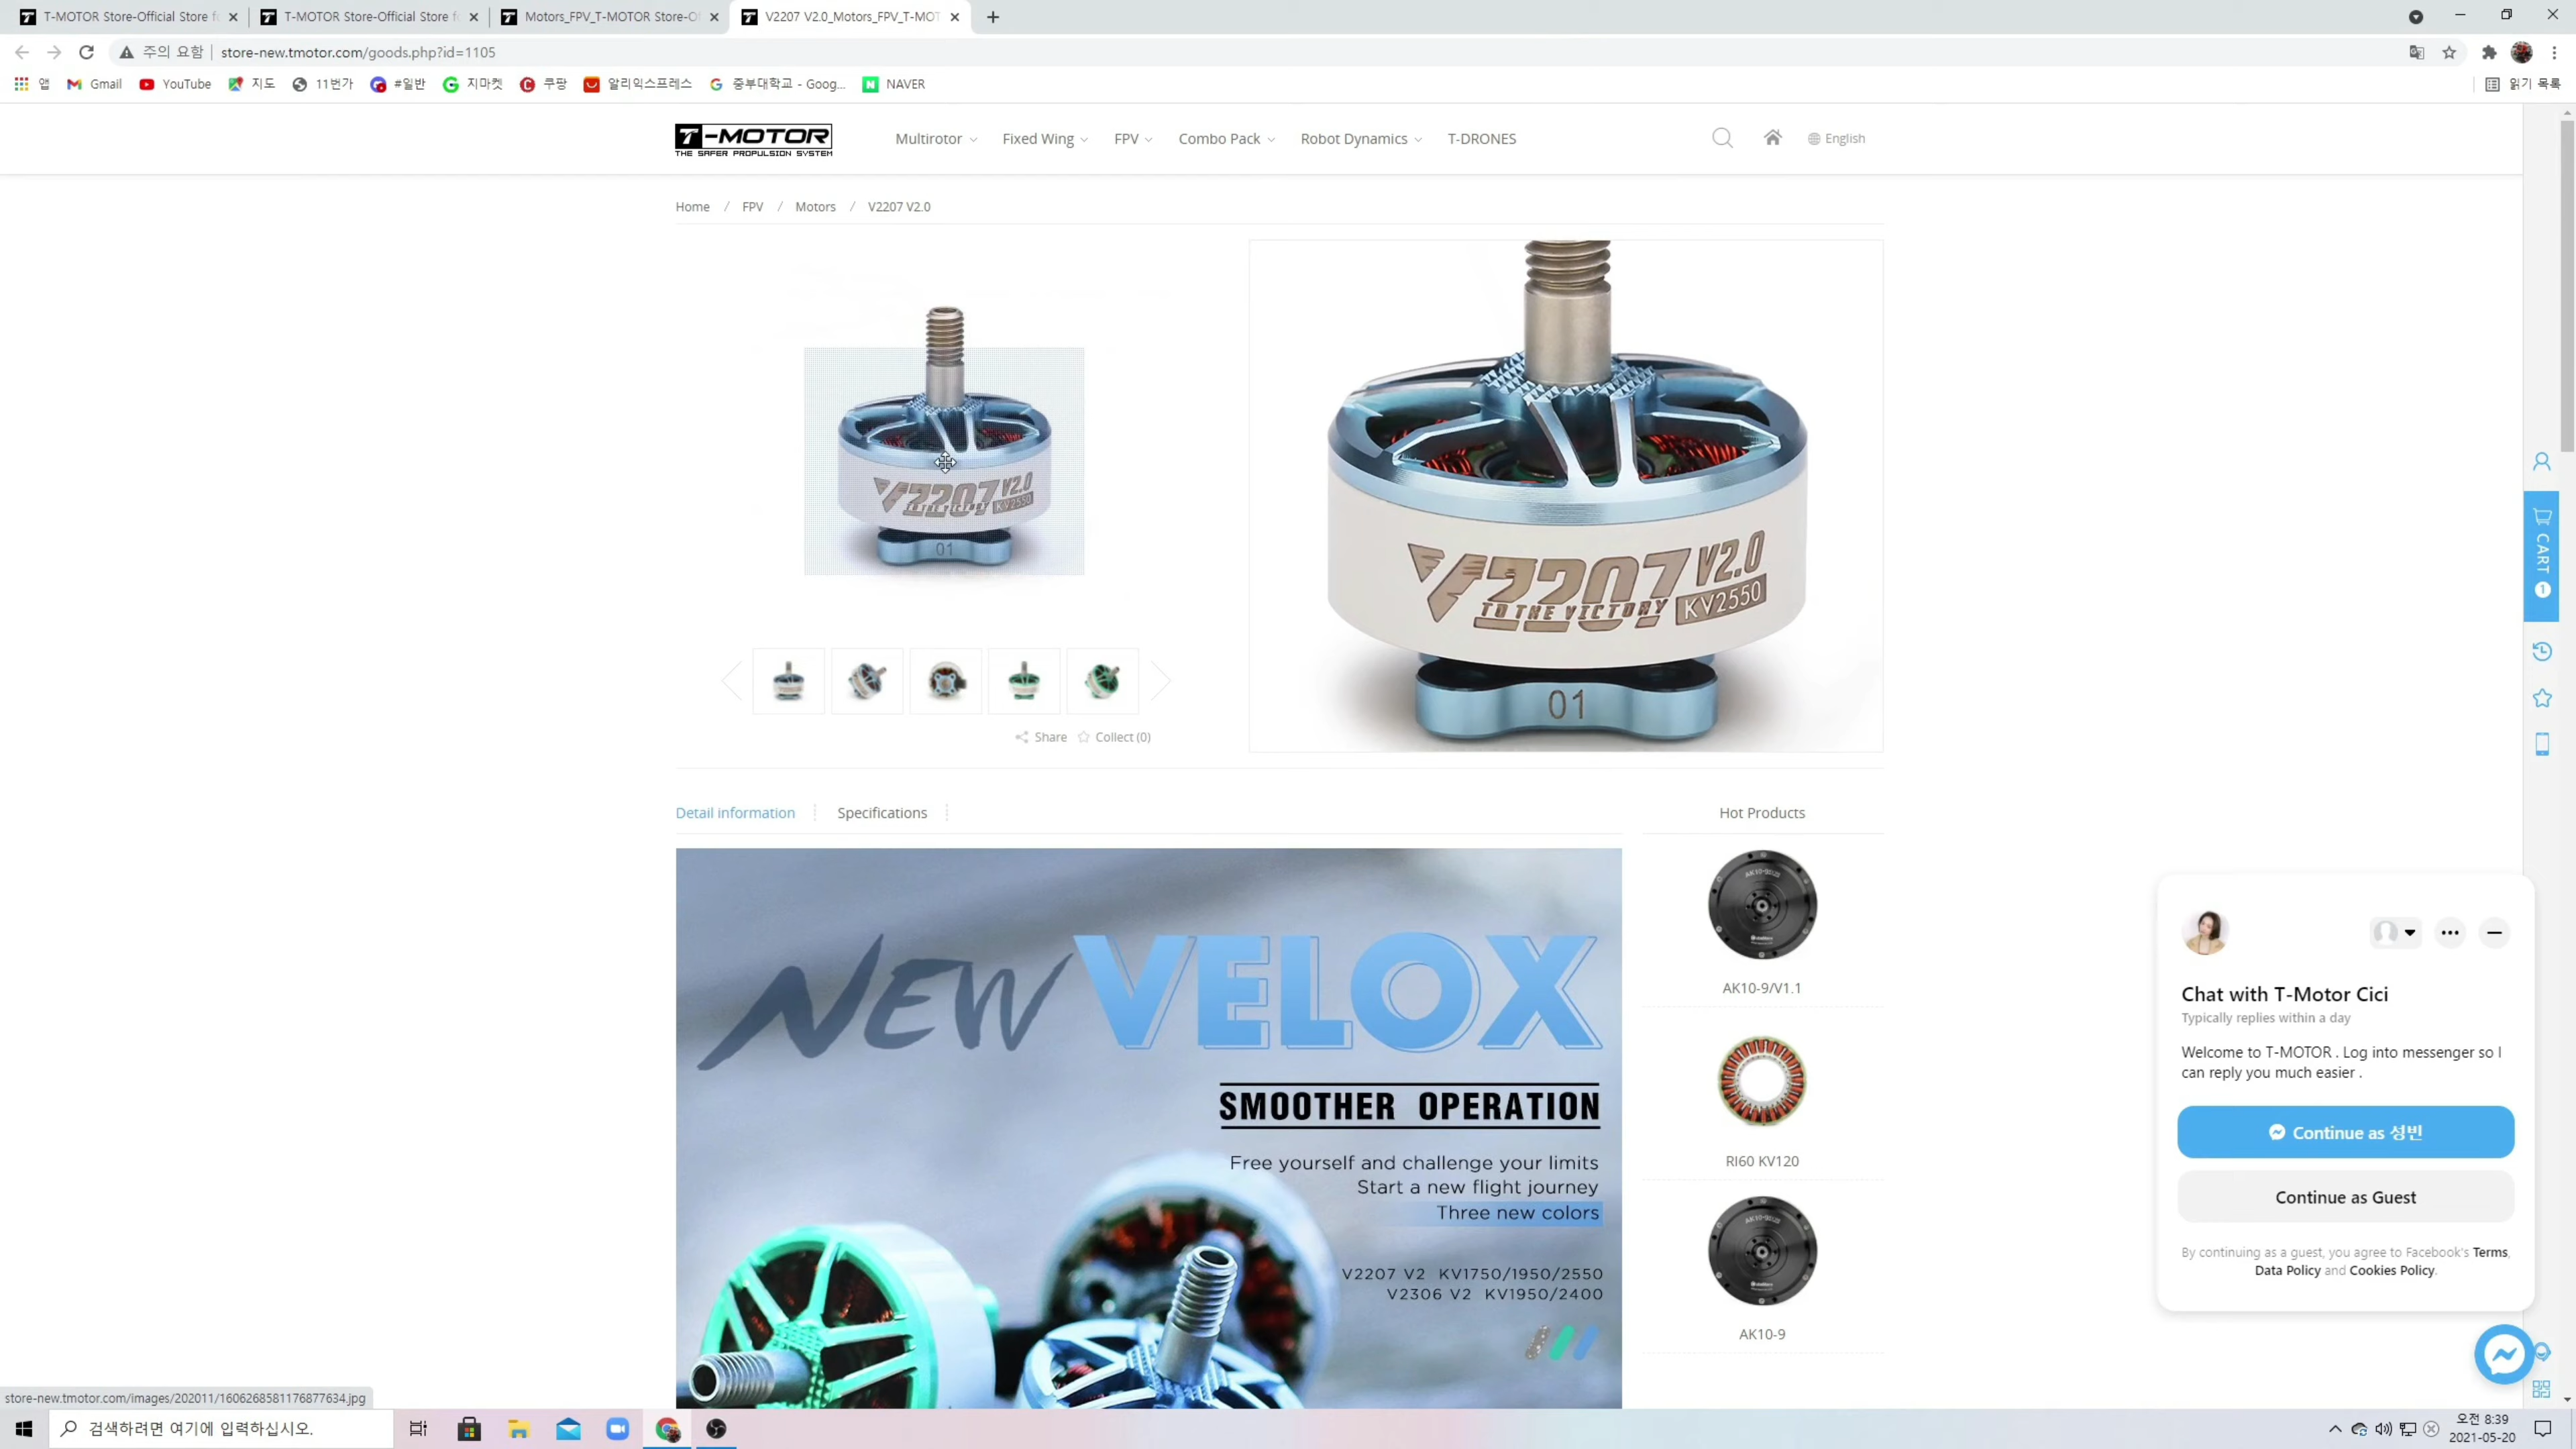 T-MOTOR Store-Official Store f
T-MOTOR Store-Official Store f
Motors_FPV_T-MOTOR Store-Of
V2207 V2.0_Motors_FPV_T-MOT
주의 요함
store-new.tmotor.com/goods.php?id=1105
앱
Gmail
YouTube
지도
11번가
#일반
지마켓
쿠팡
알리익스프레스
중부대학교 - Goog...
NAVER
읽기 목록
T-MOTOR
THE SAFER PROPULSION SYSTEM
Multirotor
Fixed Wing
FPV
Combo Pack
Robot Dynamics
T-DRONES
English
Home / FPV / Motors / V2207 V2.0
V2207 V2.0
TO THE VICTORY KV2550
01
V2207 V2.0
TO THE VICTORY KV2550
01
CART
1
Share
Collect (0)
Detail information
Specifications
Hot Products
NEW VELOX
SMOOTHER OPERATION
Free yourself and challenge your limits
Start a new flight journey
Three new colors
V2207 V2 KV1750/1950/2550
V2306 V2 KV1950/2400
AK10-9/V1.1
RI60 KV120
AK10-9
Chat with T-Motor Cici
Typically replies within a day
Welcome to T-MOTOR . Log into messenger so I
can reply you much easier .
Continue as 성빈
Continue as Guest
By continuing as a guest, you agree to Facebook's Terms,
Data Policy and Cookies Policy.
store-new.tmotor.com/images/202011/1606268581176877634.jpg
검색하려면 여기에 입력하십시오.
오전 8:39
2021-05-20